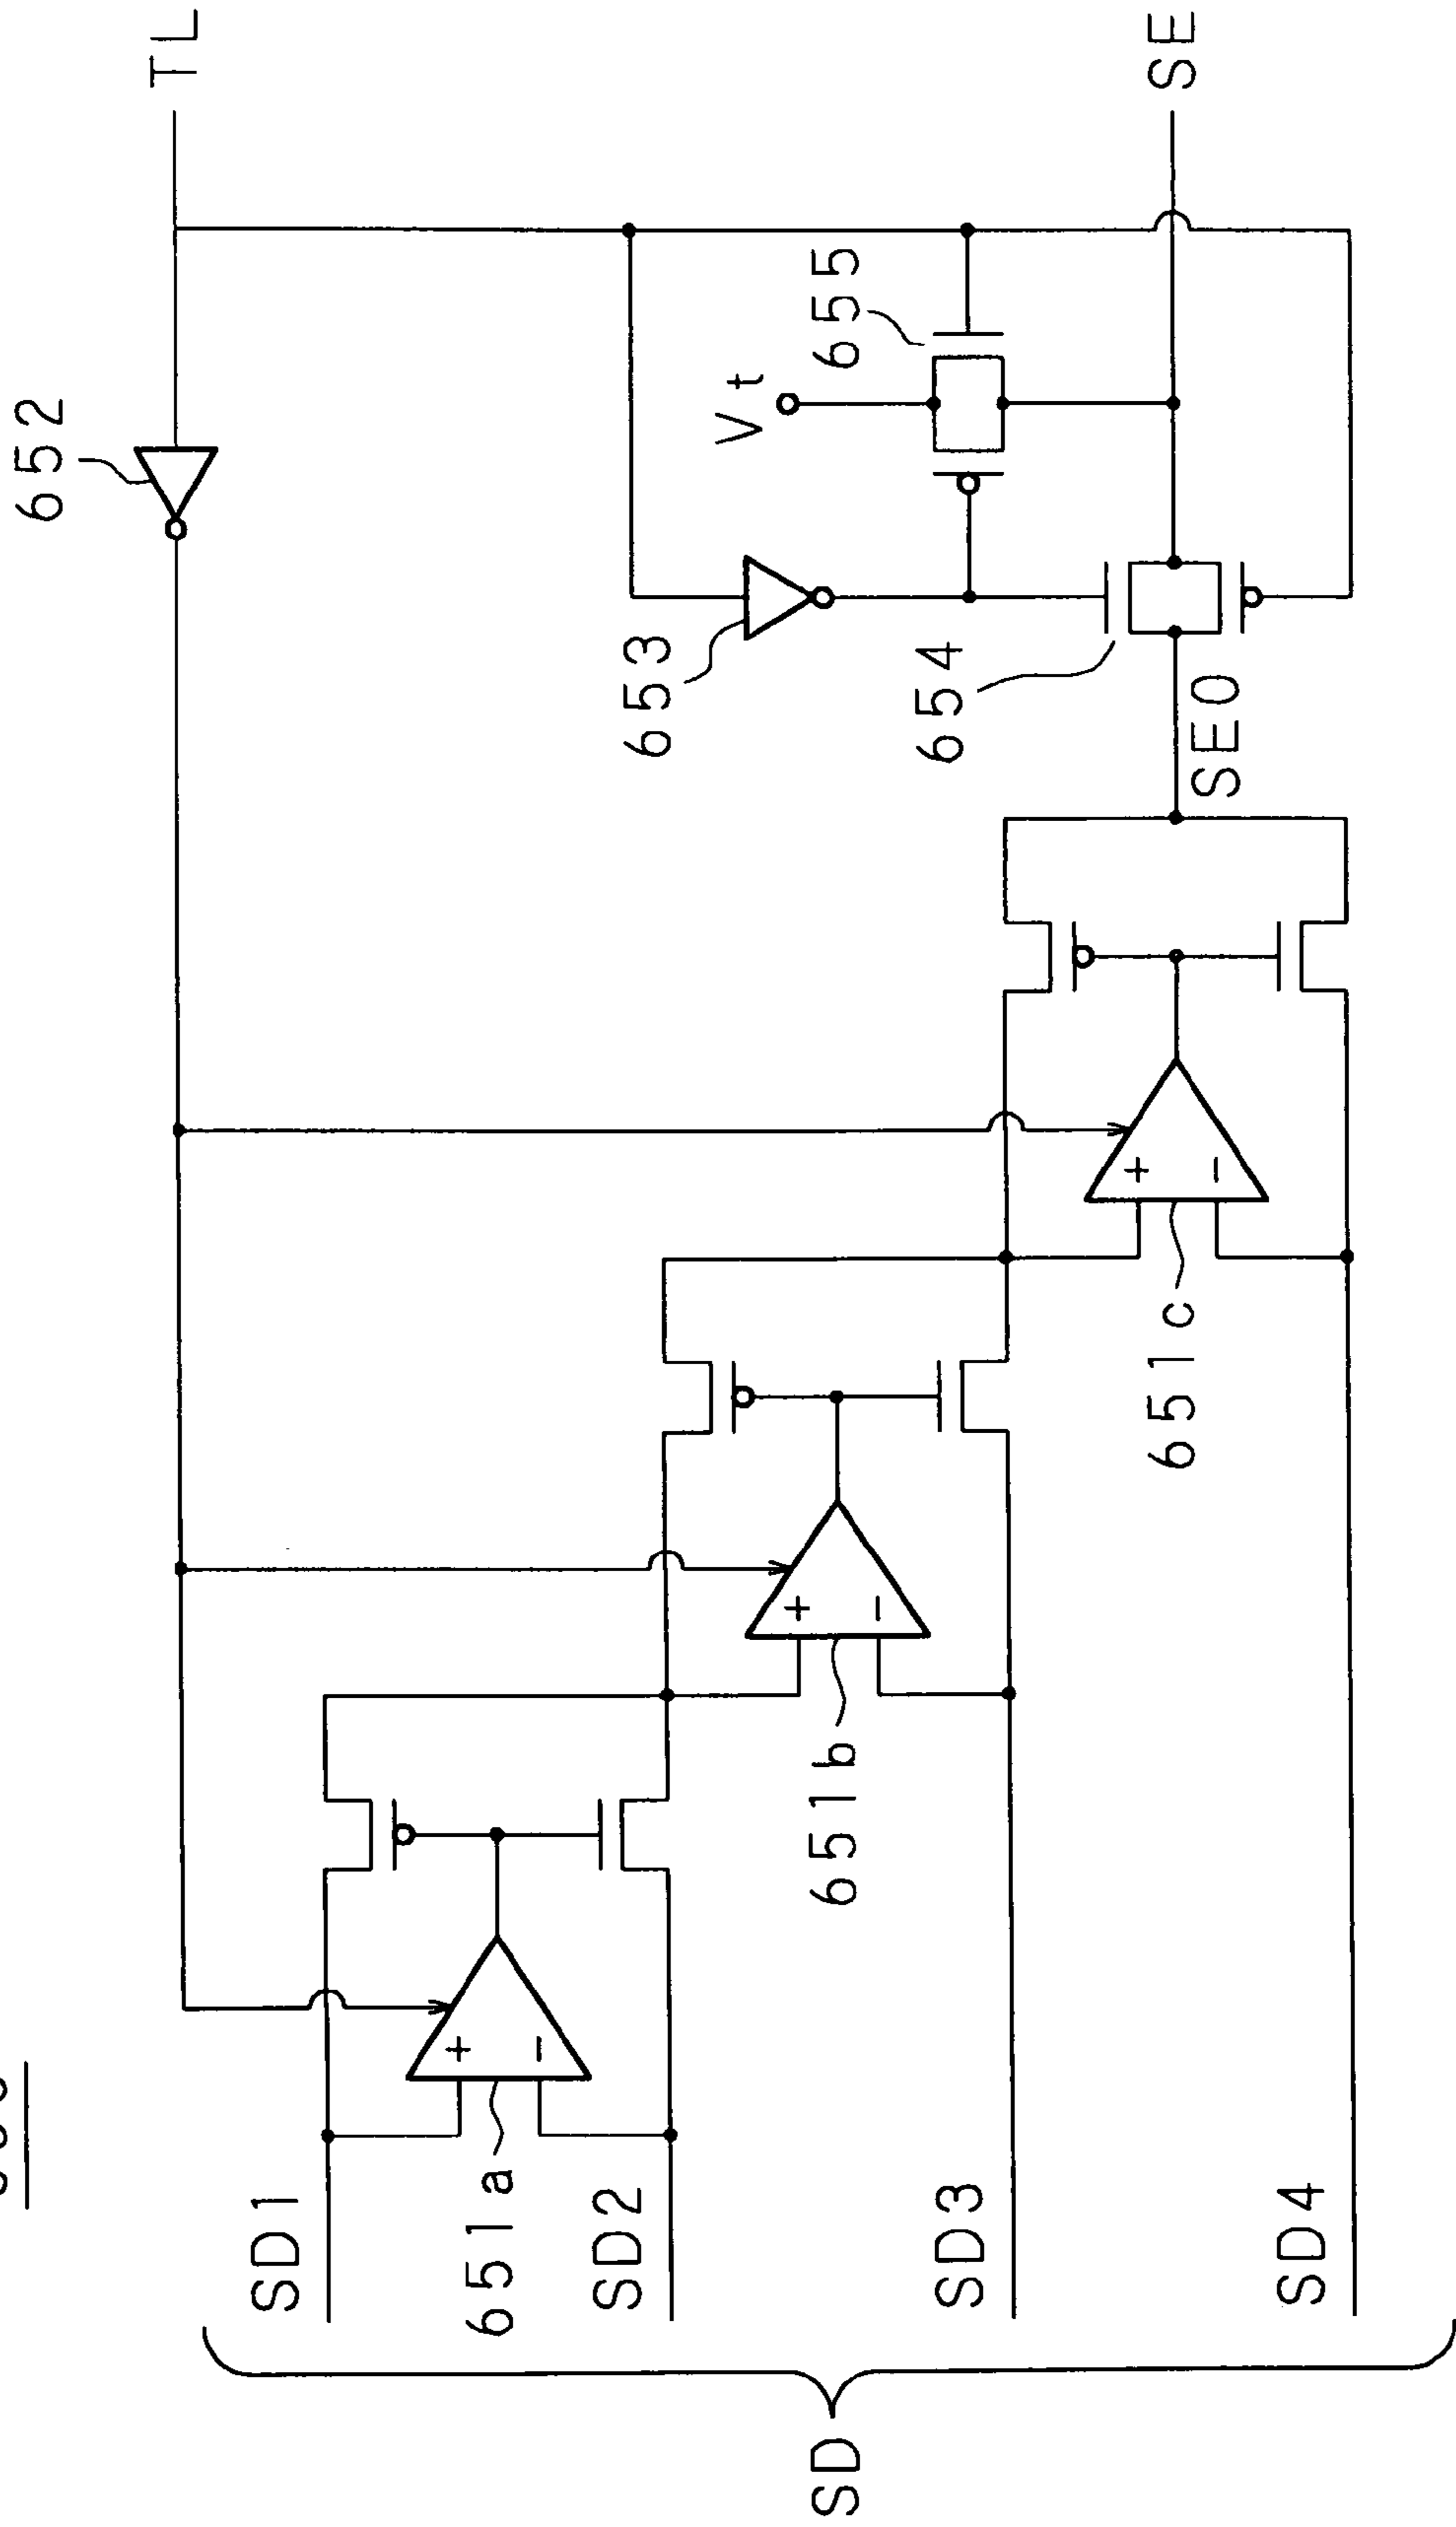 TL
652
SE
655
Vt
653
654
SE0
+
-
651c
+
-
651b
+
-
651a
SD1
SD2
SD3
SD4
SD